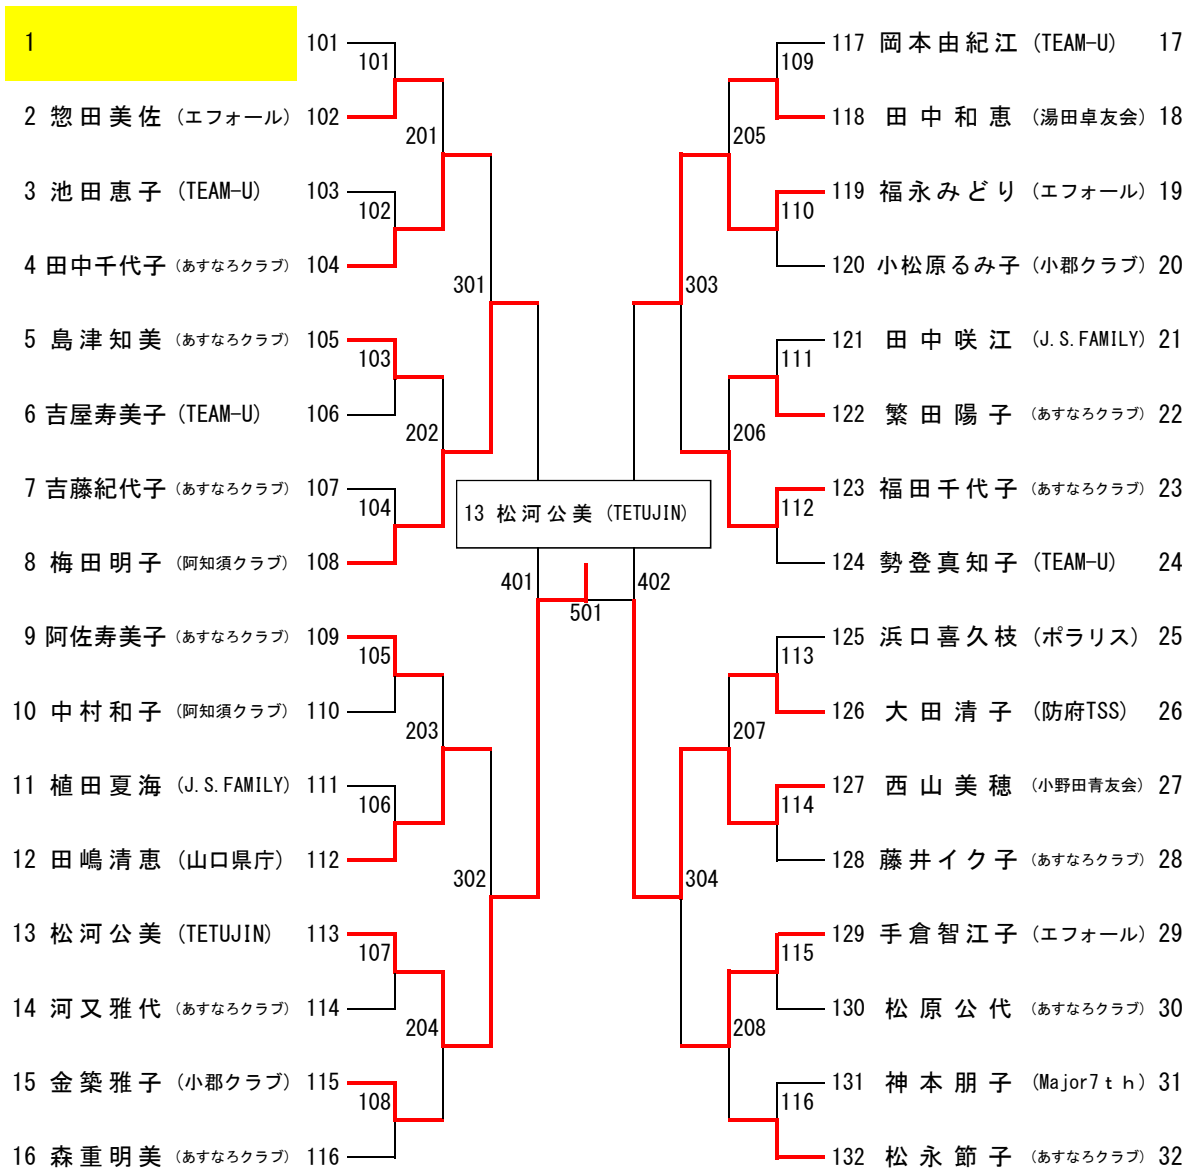 1 101
101
2 惣田美佐 (エフォール) 102
201
3 池田恵子 (TEAM-U) 103
102
4 田中千代子 (あすなろクラブ) 104
301
5 島津知美 (あすなろクラブ) 105
103
6 吉屋寿美子 (TEAM-U) 106
202
7 吉藤紀代子 (あすなろクラブ) 107
104
8 梅田明子 (阿知須クラブ) 108
401
9 阿佐寿美子 (あすなろクラブ) 109
105
10 中村和子 (阿知須クラブ) 110
203
11 植田夏海 (J.S.FAMILY) 111
106
12 田嶋清恵 (山口県庁) 112
302
13 松河公美 (TETUJIN) 113
107
14 河又雅代 (あすなろクラブ) 114
204
15 金築雅子 (小郡クラブ) 115
108
16 森重明美 (あすなろクラブ) 116
13 松河公美 (TETUJIN)
501
117 岡本由紀江 (TEAM-U) 17
109
118 田中和恵 (湯田卓友会) 18
205
119 福永みどり (エフォール) 19
110
120 小松原るみ子 (小郡クラブ) 20
303
121 田中咲江 (J.S.FAMILY) 21
111
122 繁田陽子 (あすなろクラブ) 22
206
123 福田千代子 (あすなろクラブ) 23
112
124 勢登真知子 (TEAM-U) 24
402
125 浜口喜久枝 (ポラリス) 25
113
126 大田清子 (防府TSS) 26
207
127 西山美穂 (小野田青友会) 27
114
128 藤井イク子 (あすなろクラブ) 28
304
129 手倉智江子 (エフォール) 29
115
130 松原公代 (あすなろクラブ) 30
208
131 神本朋子 (Major7ｔｈ) 31
116
132 松永節子 (あすなろクラブ) 32